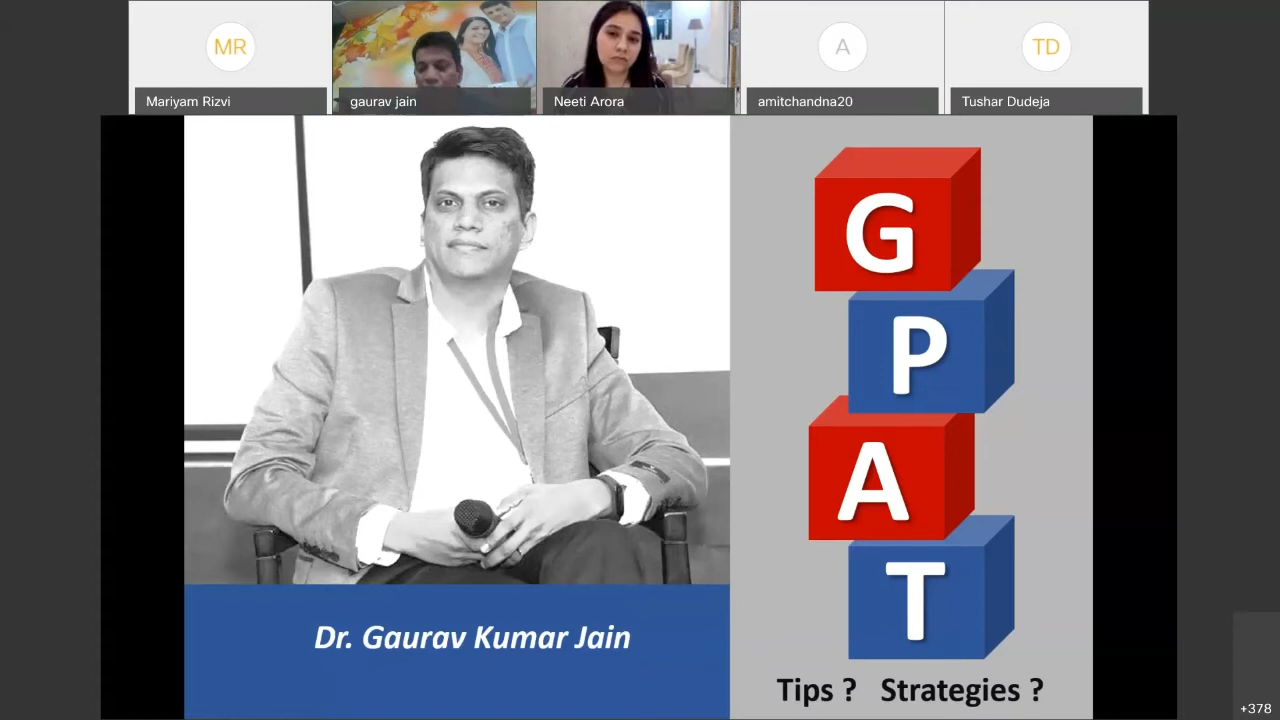 MR
A
TD
Mariyam Rizvi
gaurav jain
Neeti Arora
amitchandna20
Tushar Dudeja
G
P
A
T
Dr. Gaurav Kumar Jain
Tips ? Strategies ?
+378